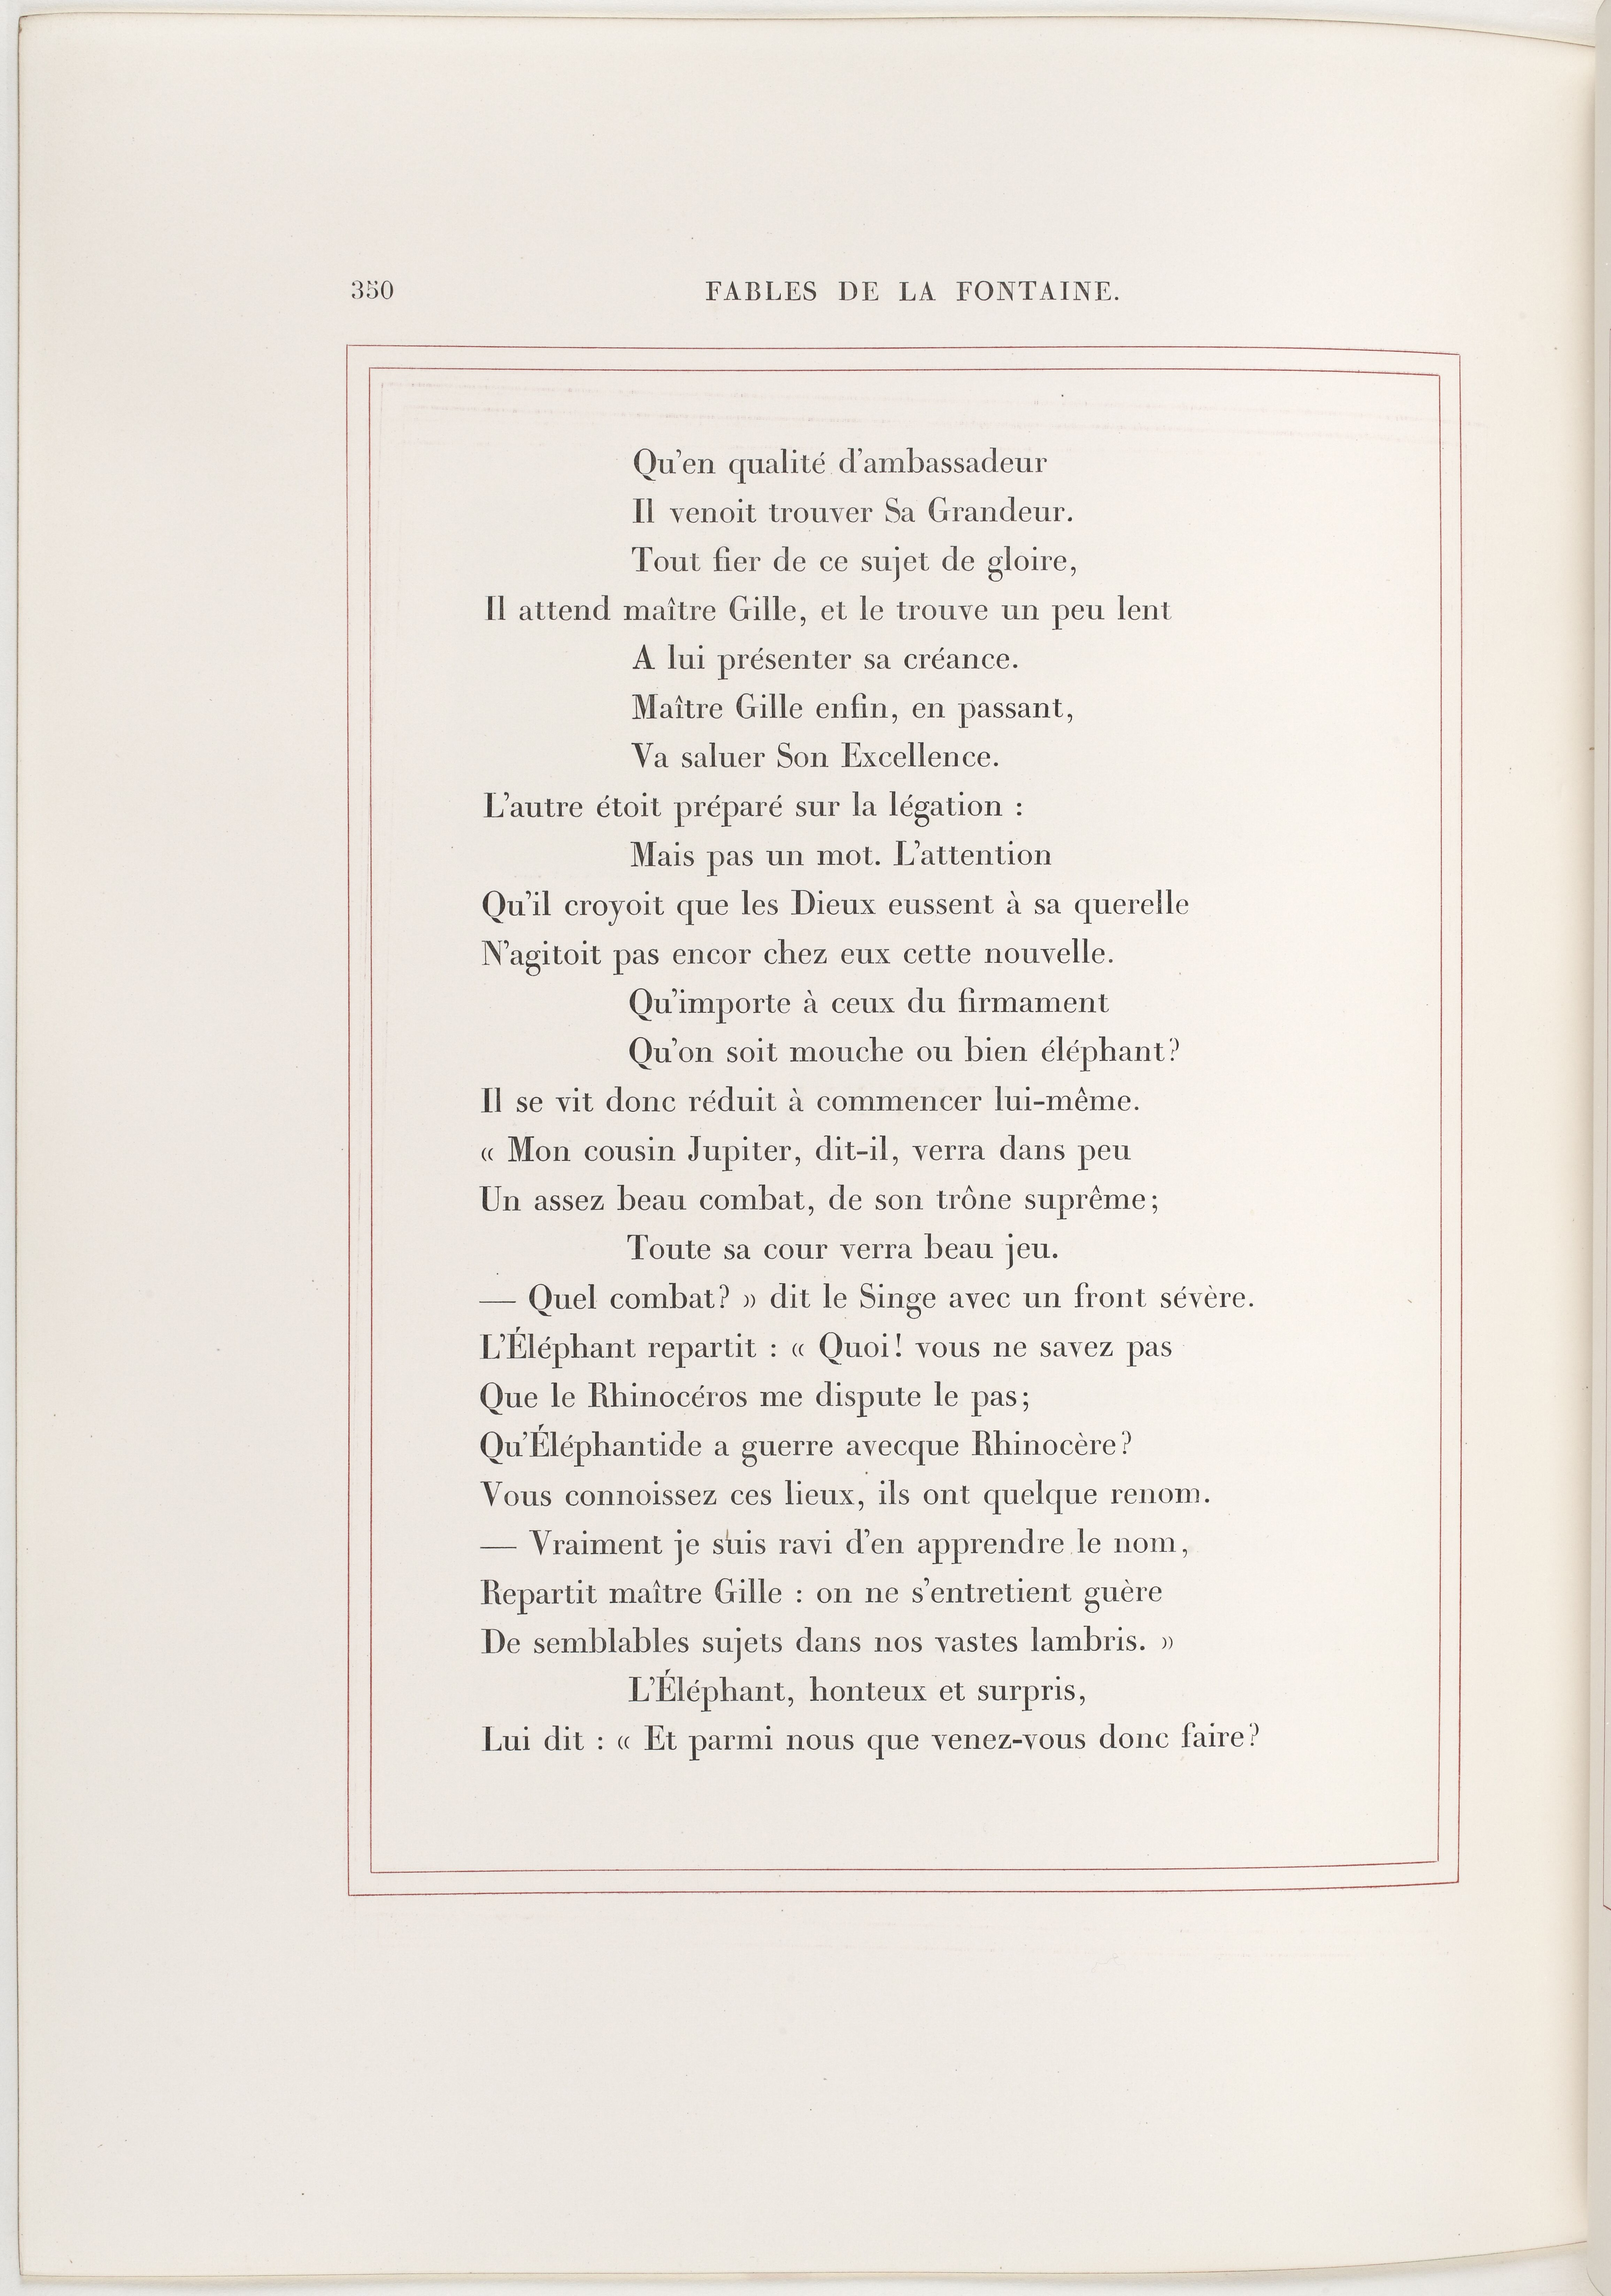 350
FABLES DE LA FONTAINE.
Qu'en qualité d'ambassadeur
Il venoit trouver Sa Grandeur.
Tout fier de ce sujet de gloire,
Il attend maître Gille, et le trouve un peu lent
A lui présenter sa créance.
Maître Gille enfin, en passant,
Va saluer Son Excellence.
L'autre étoit préparé sur la légation :
Mais pas un mot. L'attention
Qu'il croyoit que les Dieux eussent à sa querelle
N'agitoit pas encor chez eux cette nouvelle.
Qu'importe à ceux du firmament
Qu'on soit mouche ou bien éléphant?
Il se vit donc réduit à commencer lui-même.
« Mon cousin Jupiter, dit-il, verra dans peu
Un assez beau combat, de son trône suprême;
Toute sa cour verra beau jeu.
— Quel combat? » dit le Singe avec un front sévère.
L'Éléphant repartit : « Quoi! vous ne savez pas
Que le Rhinocéros me dispute le pas;
Qu'Éléphantide a guerre avecque Rhinocère?
Vous connoissez ces lieux, ils ont quelque renom.
— Vraiment je suis ravi d'en apprendre le nom,
Repartit maître Gille : on ne s'entretient guère
De semblables sujets dans nos vastes lambris. »
L'Éléphant, honteux et surpris,
Lui dit : « Et parmi nous que venez-vous donc faire?